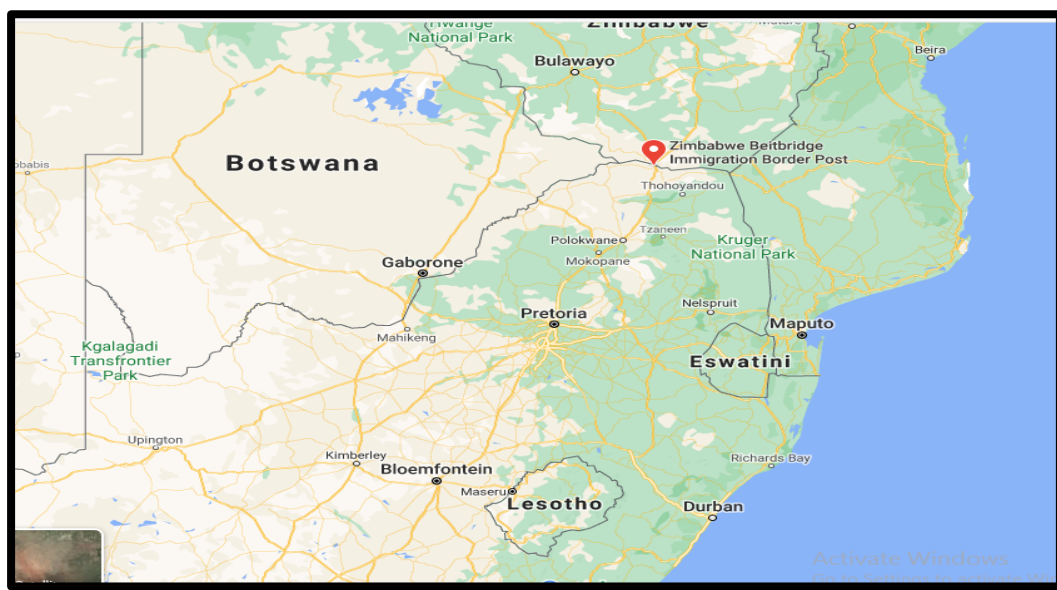 Hwange
National Park
Zimbabwe
Mutare
Beira
Bulawayo
Zimbabwe Beitbridge
Immigration Border Post
Botswana
Thohoyandou
Tzaneen
Polokwane
Mokopane
Kruger
National Park
Gaborone
Nelspruit
Pretoria
Maputo
Mahikeng
Kgalagadi
Transfrontier
Park
Eswatini
Upington
Kimberley
Richards Bay
Bloemfontein
Maseru
Lesotho
Durban
Activate Windows